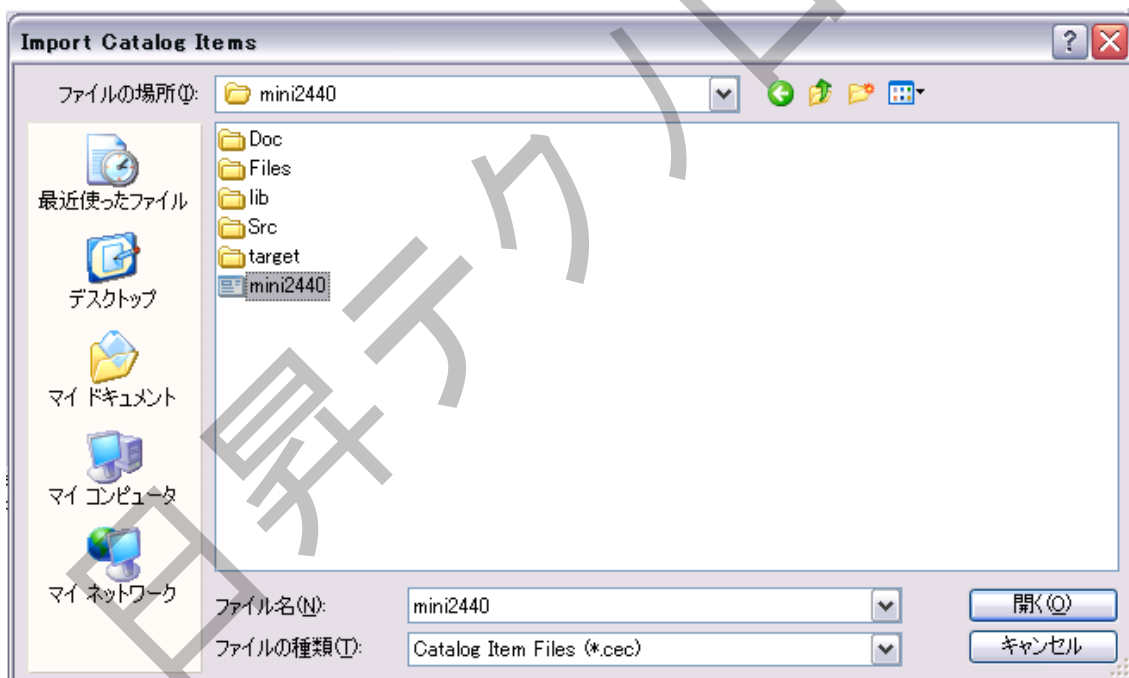 Import Catalog Items
ファイルの場所(I):
mini2440
Doc
Files
lib
Src
target
mini2440
最近使ったファイル
デスクトップ
マイ ドキュメント
マイ コンピュータ
マイ ネットワーク
ファイル名(N):
mini2440
開く(O)
ファイルの種類(T):
Catalog Item Files (*.cec)
キャンセル
日昇テクノ